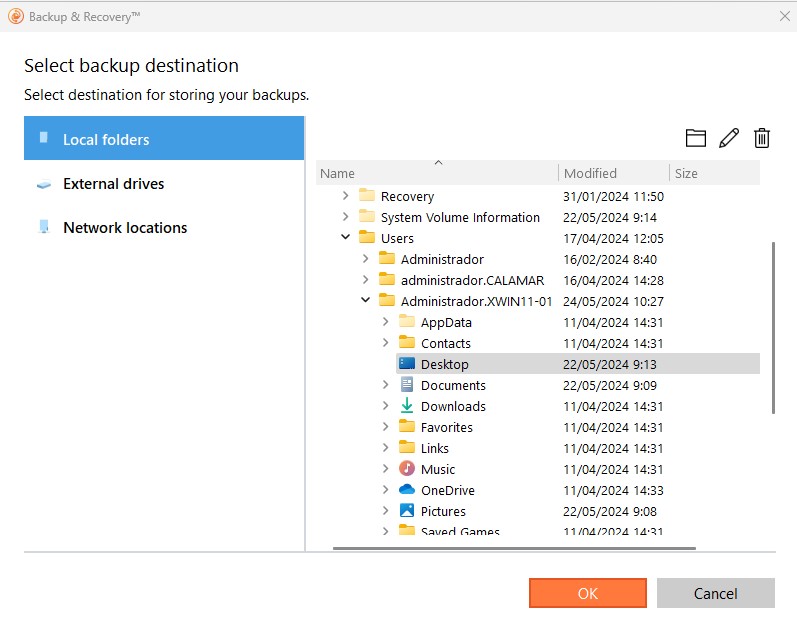 Backup & Recovery™
Select backup destination
Select destination for storing your backups.
Local folders
External drives
Network locations
Name Modified Size
Recovery 31/01/2024 11:50
System Volume Information 22/05/2024 9:14
Users 17/04/2024 12:05
Administrador 16/02/2024 8:40
administrador.CALAMAR 16/04/2024 14:28
Administrador.XWIN11-01 24/05/2024 10:27
AppData 11/04/2024 14:31
Contacts 11/04/2024 14:31
Desktop 22/05/2024 9:13
Documents 22/05/2024 9:09
Downloads 11/04/2024 14:31
Favorites 11/04/2024 14:31
Links 11/04/2024 14:31
Music 11/04/2024 14:31
OneDrive 11/04/2024 14:33
Pictures 22/05/2024 9:08
Saved Games 11/04/2024 14:31
OK Cancel